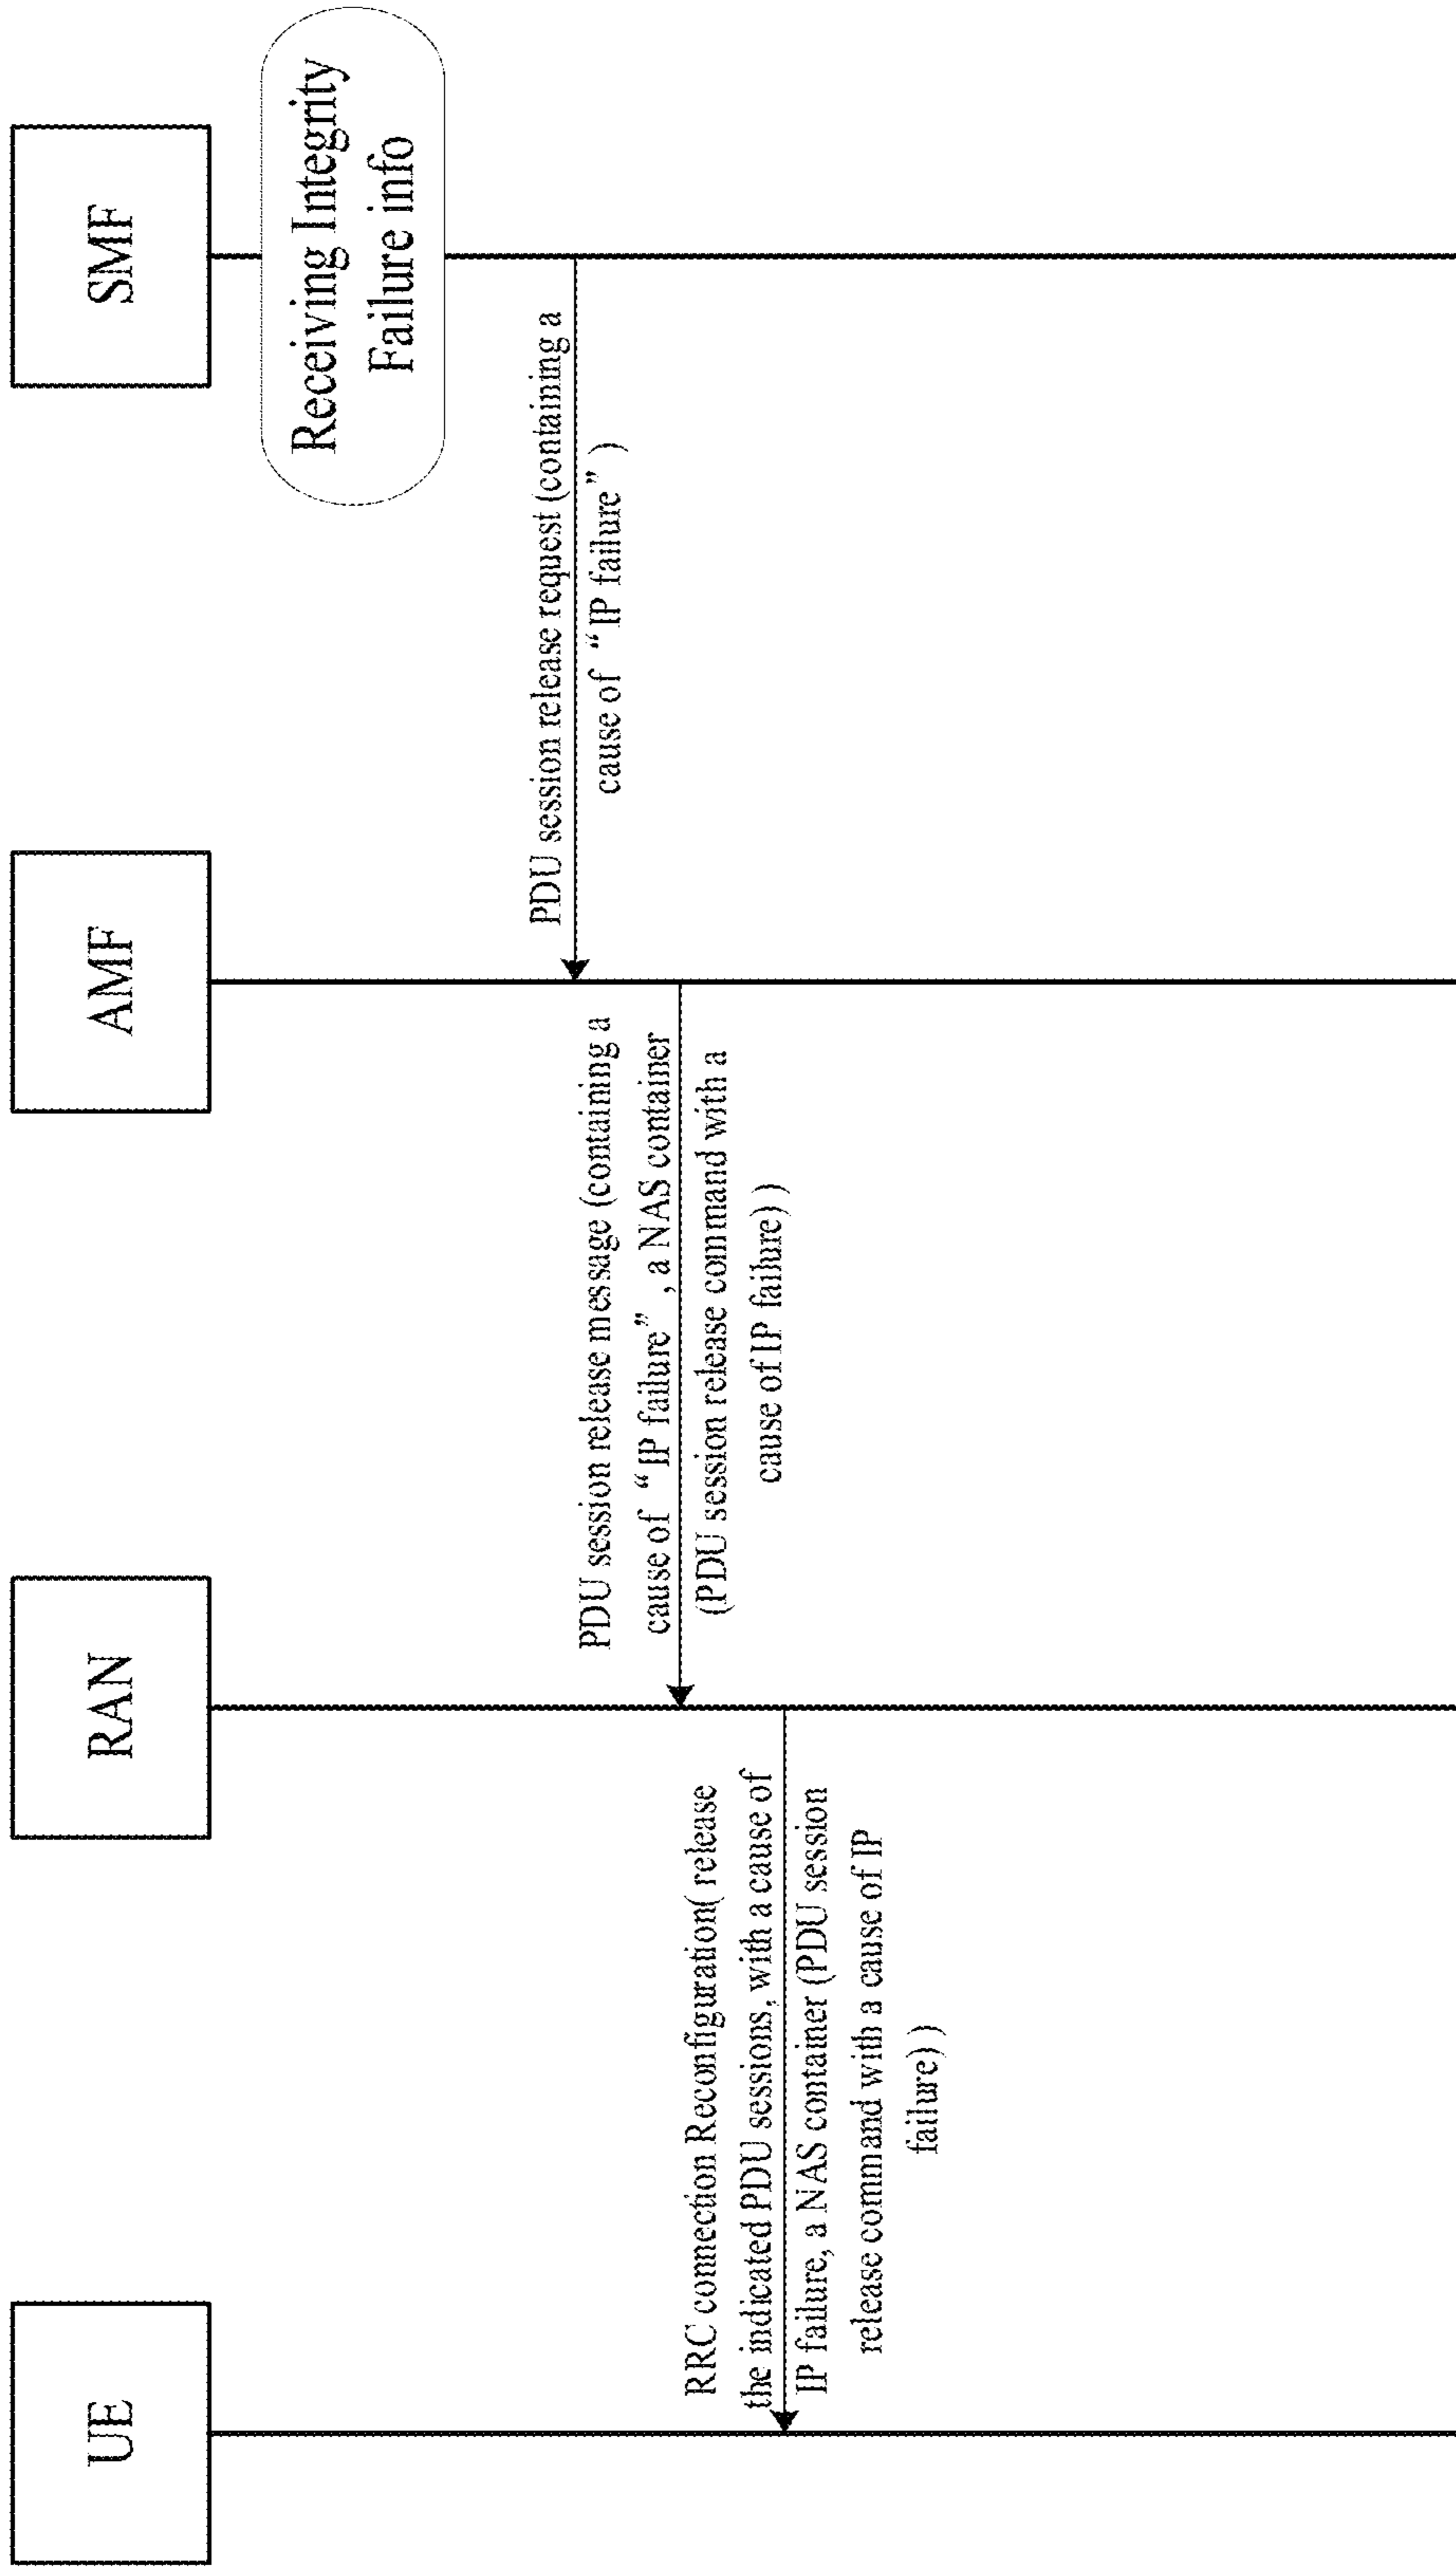 UE
RAN
AMF
SMF
Receiving Integrity
Failure info
PDU session release request (containing a
cause of “IP failure” )
PDU session release message (containing a
cause of “IP failure” , a NAS container
(PDU session release command with a
cause of IP failure) )
RRC connection Reconfiguration( release
the indicated PDU sessions, with a cause of
IP failure, a NAS container (PDU session
release command with a cause of IP
failure) )